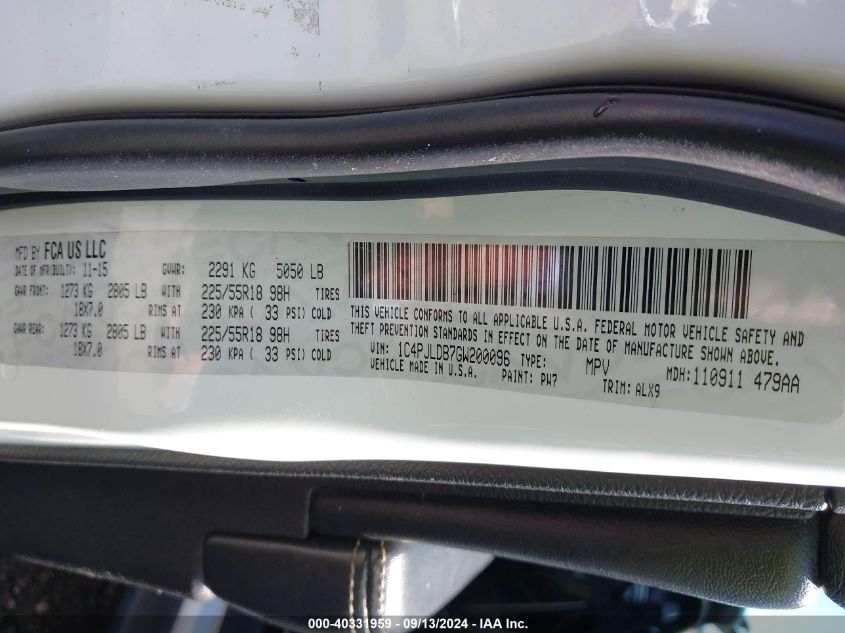 MFD BY FCA US LLC
DATE OF MFR(BUILT): 11-15 GVWR: 2291 KG 5050 LB
GAWR FRONT: 1273 KG 2805 LB WITH 225/55R18 98H TIRES
18X7.0 RIMS AT 230 KPA ( 33 PSI) COLD
GAWR REAR: 1273 KG 2805 LB WITH 225/55R18 98H TIRES
18X7.0 RIMS AT 230 KPA ( 33 PSI) COLD
THIS VEHICLE CONFORMS TO ALL APPLICABLE U.S.A. FEDERAL MOTOR VEHICLE SAFETY AND
THEFT PREVENTION STANDARDS IN EFFECT ON THE DATE OF MANUFACTURE SHOWN ABOVE.
VIN: 1C4PJLDB7GW200096 TYPE: MPV MDH:110911 479AA
VEHICLE MADE IN U.S.A. PAINT: PW7 TRIM: ALX9
000-40331959 - 09/13/2024 - IAA Inc.